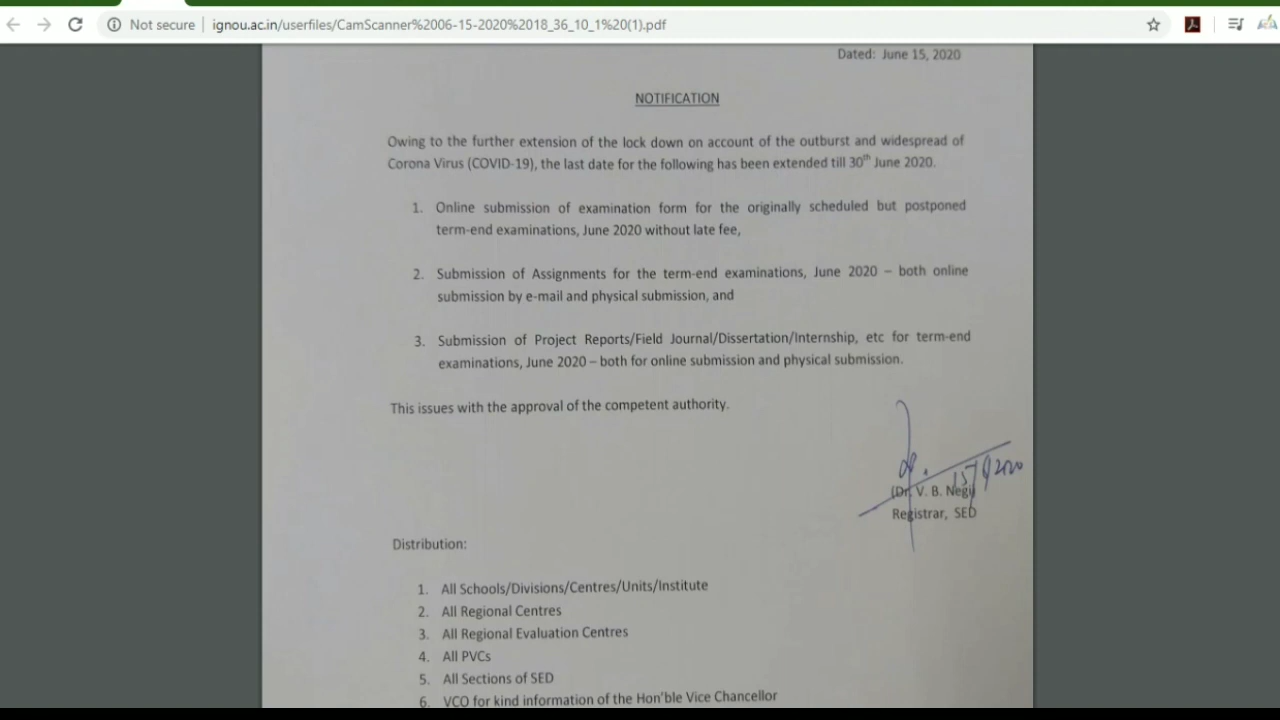 Not secure | ignou.ac.in/userfiles/CamScanner%2006-15-2020%2018_36_10_1%20(1).pdf
Dated: June 15, 2020
NOTIFICATION
Owing to the further extension of the lock down on account of the outburst and widespread of
Corona Virus (COVID-19), the last date for the following has been extended till 30th June 2020.
1. Online submission of examination form for the originally scheduled but postponed
term-end examinations, June 2020 without late fee,
2. Submission of Assignments for the term-end examinations, June 2020 – both online
submission by e-mail and physical submission, and
3. Submission of Project Reports/Field Journal/Dissertation/Internship, etc for term-end
examinations, June 2020 – both for online submission and physical submission.
This issues with the approval of the competent authority.
(Dr. V. B. Negi)
Registrar, SED
Distribution:
1. All Schools/Divisions/Centres/Units/Institute
2. All Regional Centres
3. All Regional Evaluation Centres
4. All PVCs
5. All Sections of SED
6. VCO for kind information of the Hon'ble Vice Chancellor